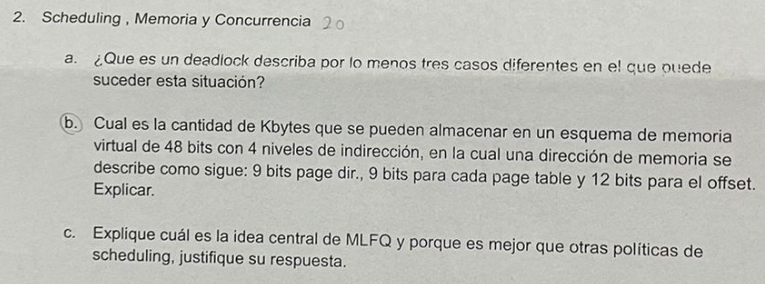 2. Scheduling , Memoria y Concurrencia 20
a. ¿Que es un deadlock describa por lo menos tres casos diferentes en el que puede
suceder esta situación?
b. Cual es la cantidad de Kbytes que se pueden almacenar en un esquema de memoria
virtual de 48 bits con 4 niveles de indirección, en la cual una dirección de memoria se
describe como sigue: 9 bits page dir., 9 bits para cada page table y 12 bits para el offset.
Explicar.
c. Explique cuál es la idea central de MLFQ y porque es mejor que otras políticas de
scheduling, justifique su respuesta.